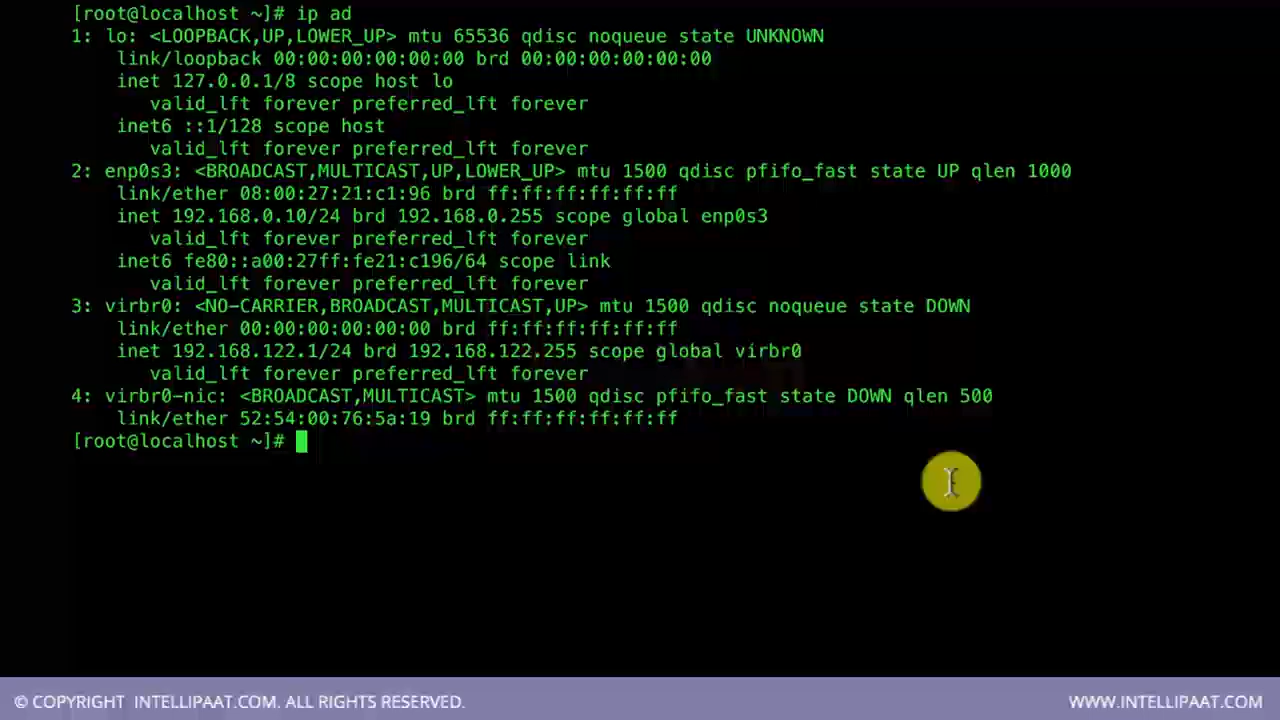 [root@localhost ~]# ip ad
1: lo: <LOOPBACK,UP,LOWER_UP> mtu 65536 qdisc noqueue state UNKNOWN
link/loopback 00:00:00:00:00:00 brd 00:00:00:00:00:00
inet 127.0.0.1/8 scope host lo
valid_lft forever preferred_lft forever
inet6 ::1/128 scope host
valid_lft forever preferred_lft forever
2: enp0s3: <BROADCAST,MULTICAST,UP,LOWER_UP> mtu 1500 qdisc pfifo_fast state UP qlen 1000
link/ether 08:00:27:21:c1:96 brd ff:ff:ff:ff:ff:ff
inet 192.168.0.10/24 brd 192.168.0.255 scope global enp0s3
valid_lft forever preferred_lft forever
inet6 fe80::a00:27ff:fe21:c196/64 scope link
valid_lft forever preferred_lft forever
3: virbr0: <NO-CARRIER,BROADCAST,MULTICAST,UP> mtu 1500 qdisc noqueue state DOWN
link/ether 00:00:00:00:00:00 brd ff:ff:ff:ff:ff:ff
inet 192.168.122.1/24 brd 192.168.122.255 scope global virbr0
valid_lft forever preferred_lft forever
4: virbr0-nic: <BROADCAST,MULTICAST> mtu 1500 qdisc pfifo_fast state DOWN qlen 500
link/ether 52:54:00:76:5a:19 brd ff:ff:ff:ff:ff:ff
[root@localhost ~]#
© COPYRIGHT INTELLIPAAT.COM. ALL RIGHTS RESERVED.
WWW.INTELLIPAAT.COM